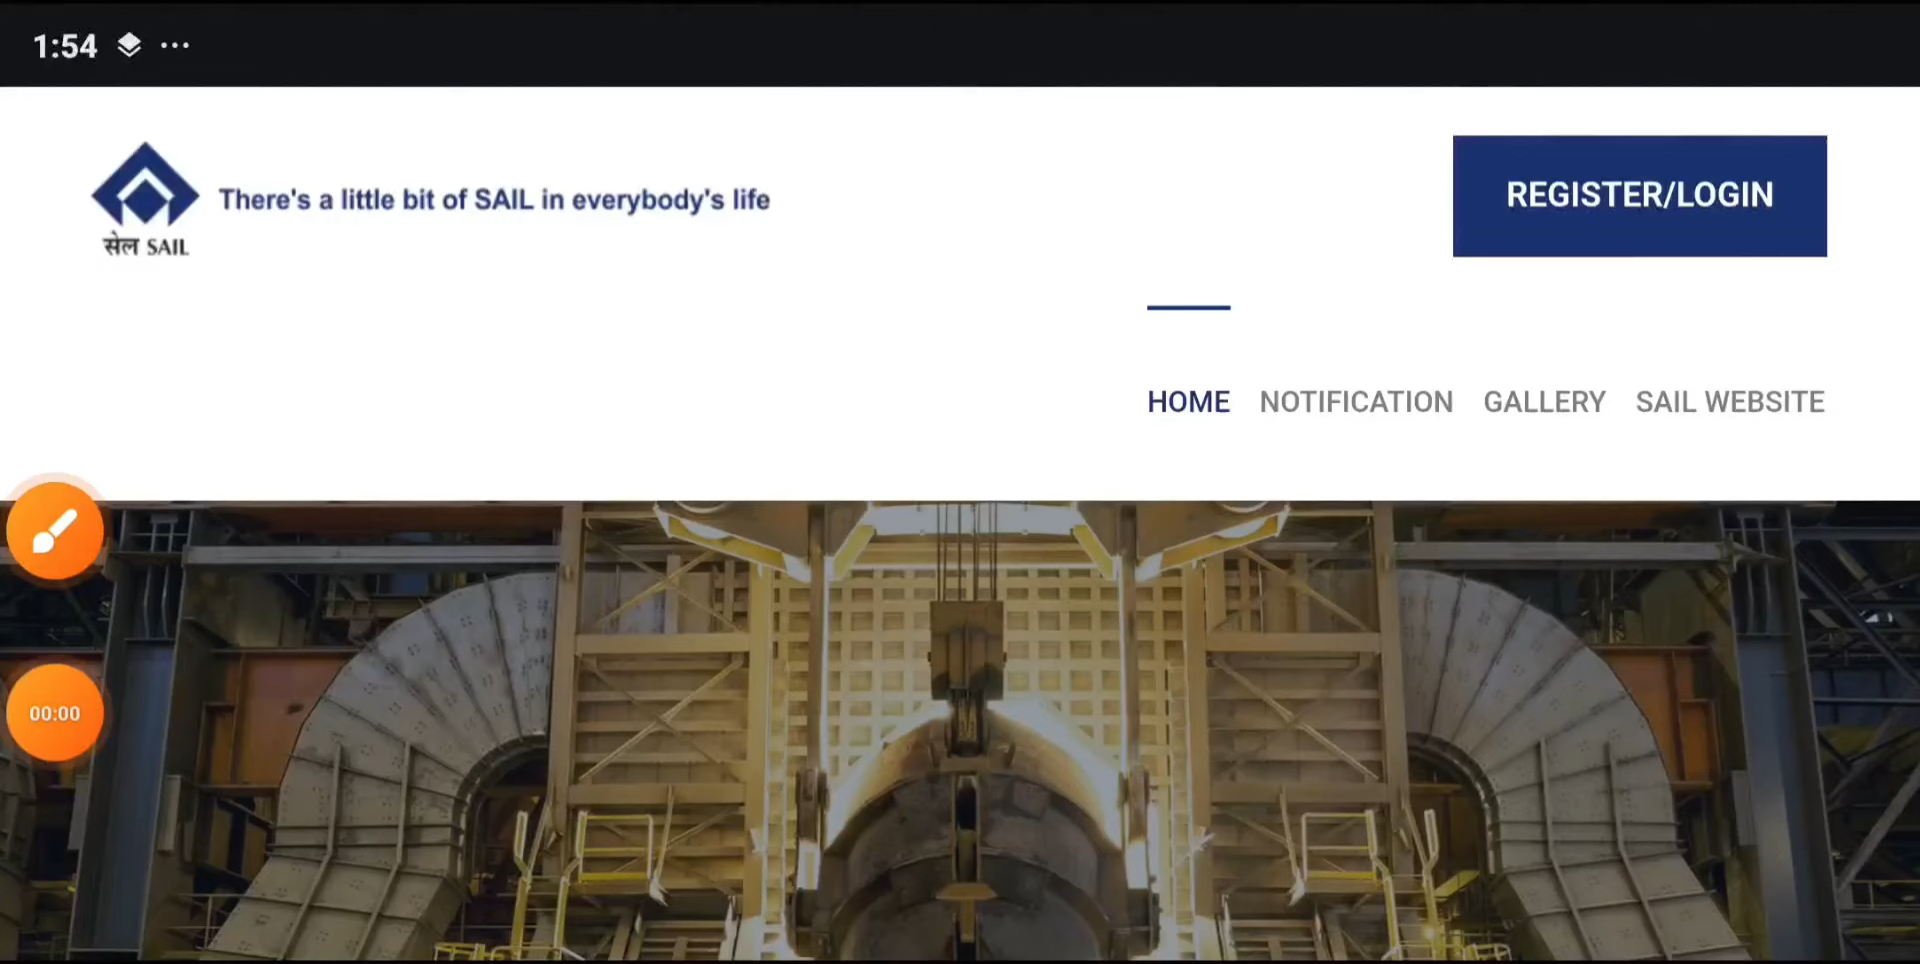 1:54
There's a little bit of SAIL in everybody's life
सेल SAIL
REGISTER/LOGIN
HOME NOTIFICATION GALLERY SAIL WEBSITE
00:00